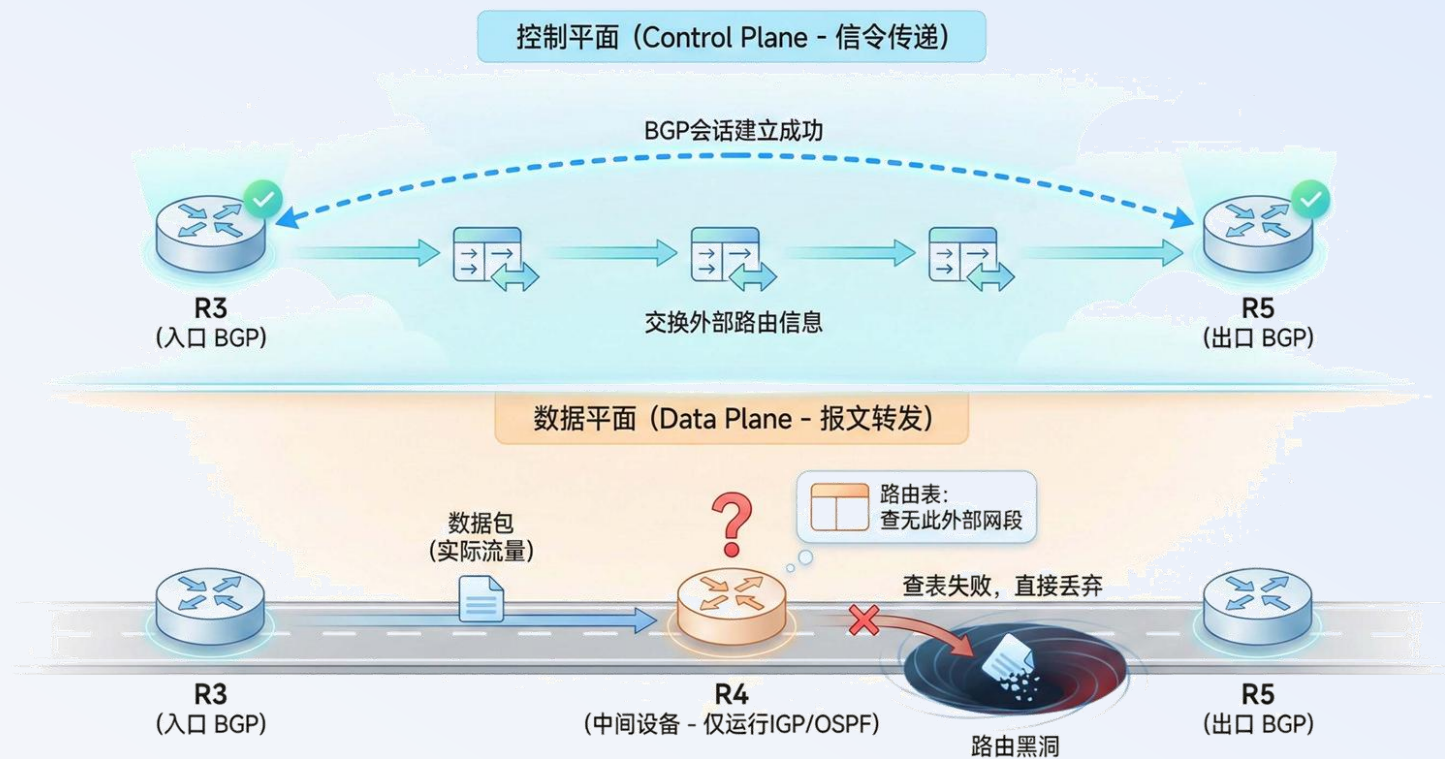 控制平面（Control Plane - 信令传递）
BGP会话建立成功
R3
(入口 BGP)
交换外部路由信息
R5
(出口 BGP)
数据平面（Data Plane - 报文转发）
数据包
(实际流量)
路由表：
查无此外部网段
查表失败，直接丢弃
R3
(入口 BGP)
R4
(中间设备 - 仅运行IGP/OSPF)
路由黑洞
R5
(出口 BGP)